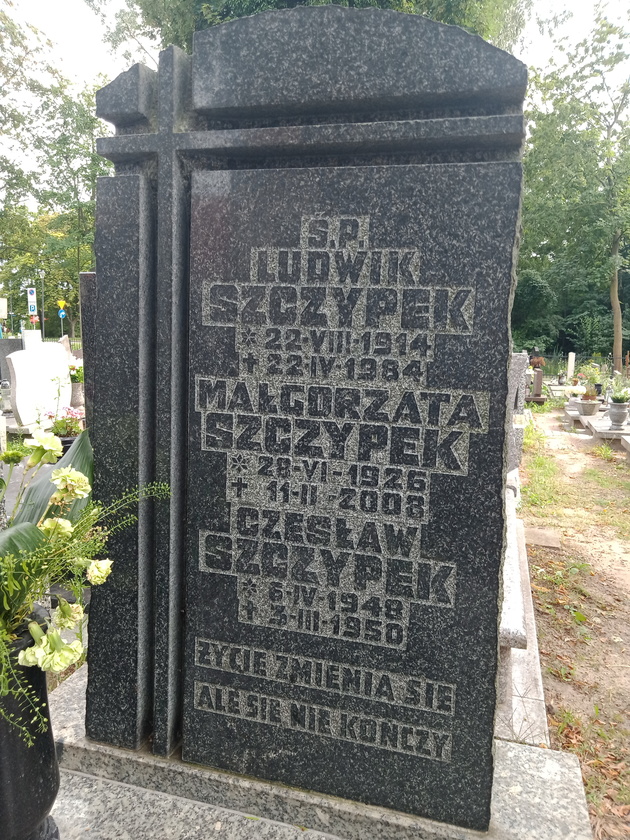 Ś.P.
LUDWIK
SZCZYPEK
* 22-VIII-1914
† 22-IV-1984
MAŁGORZATA
SZCZYPEK
* 28-VI-1926
† 11-II-2008
CZESŁAW
SZCZYPEK
* 6-IV-1948
† 3-III-1950
ŻYCIE ZMIENIA SIĘ
ALE SIĘ NIE KOŃCZY